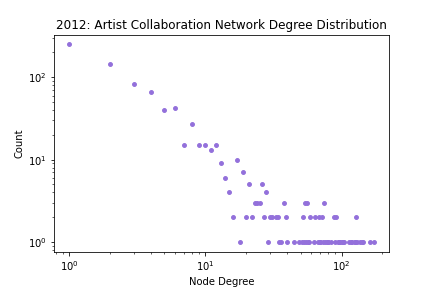 2012: Artist Collaboration Network Degree Distribution
Count
10²
10¹
10⁰
10⁰ 10¹ 10²
Node Degree